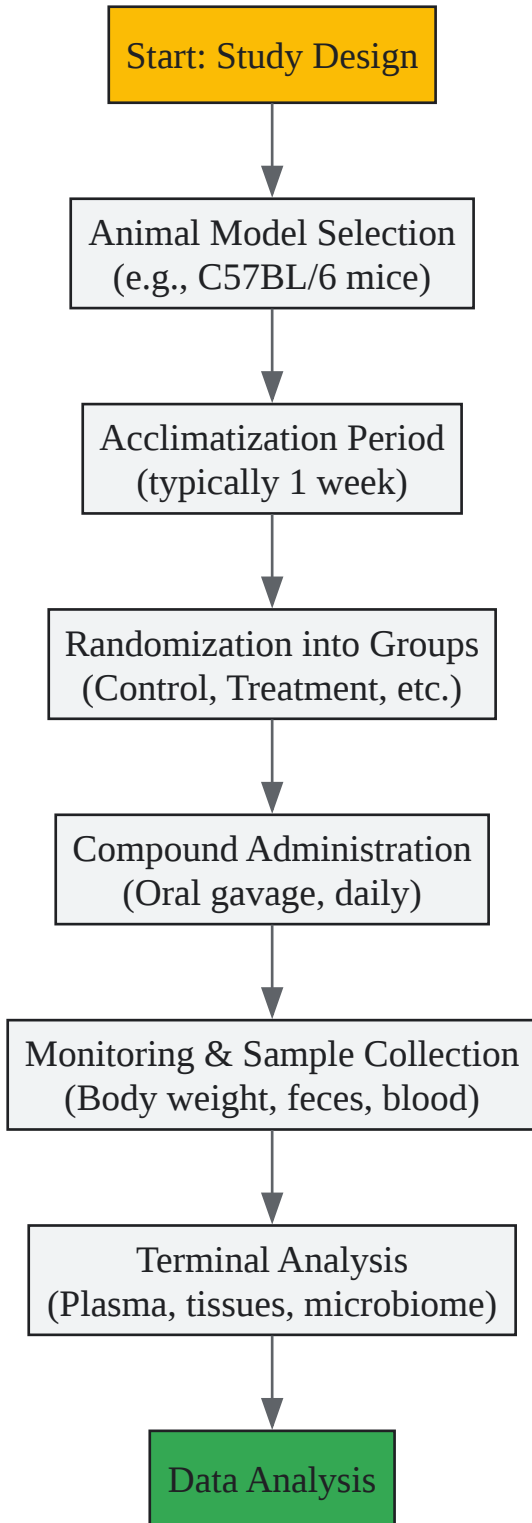 Start: Study Design
Animal Model Selection
(e.g., C57BL/6 mice)
Acclimatization Period
(typically 1 week)
Randomization into Groups
(Control, Treatment, etc.)
Compound Administration
(Oral gavage, daily)
Monitoring & Sample Collection
(Body weight, feces, blood)
Terminal Analysis
(Plasma, tissues, microbiome)
Data Analysis